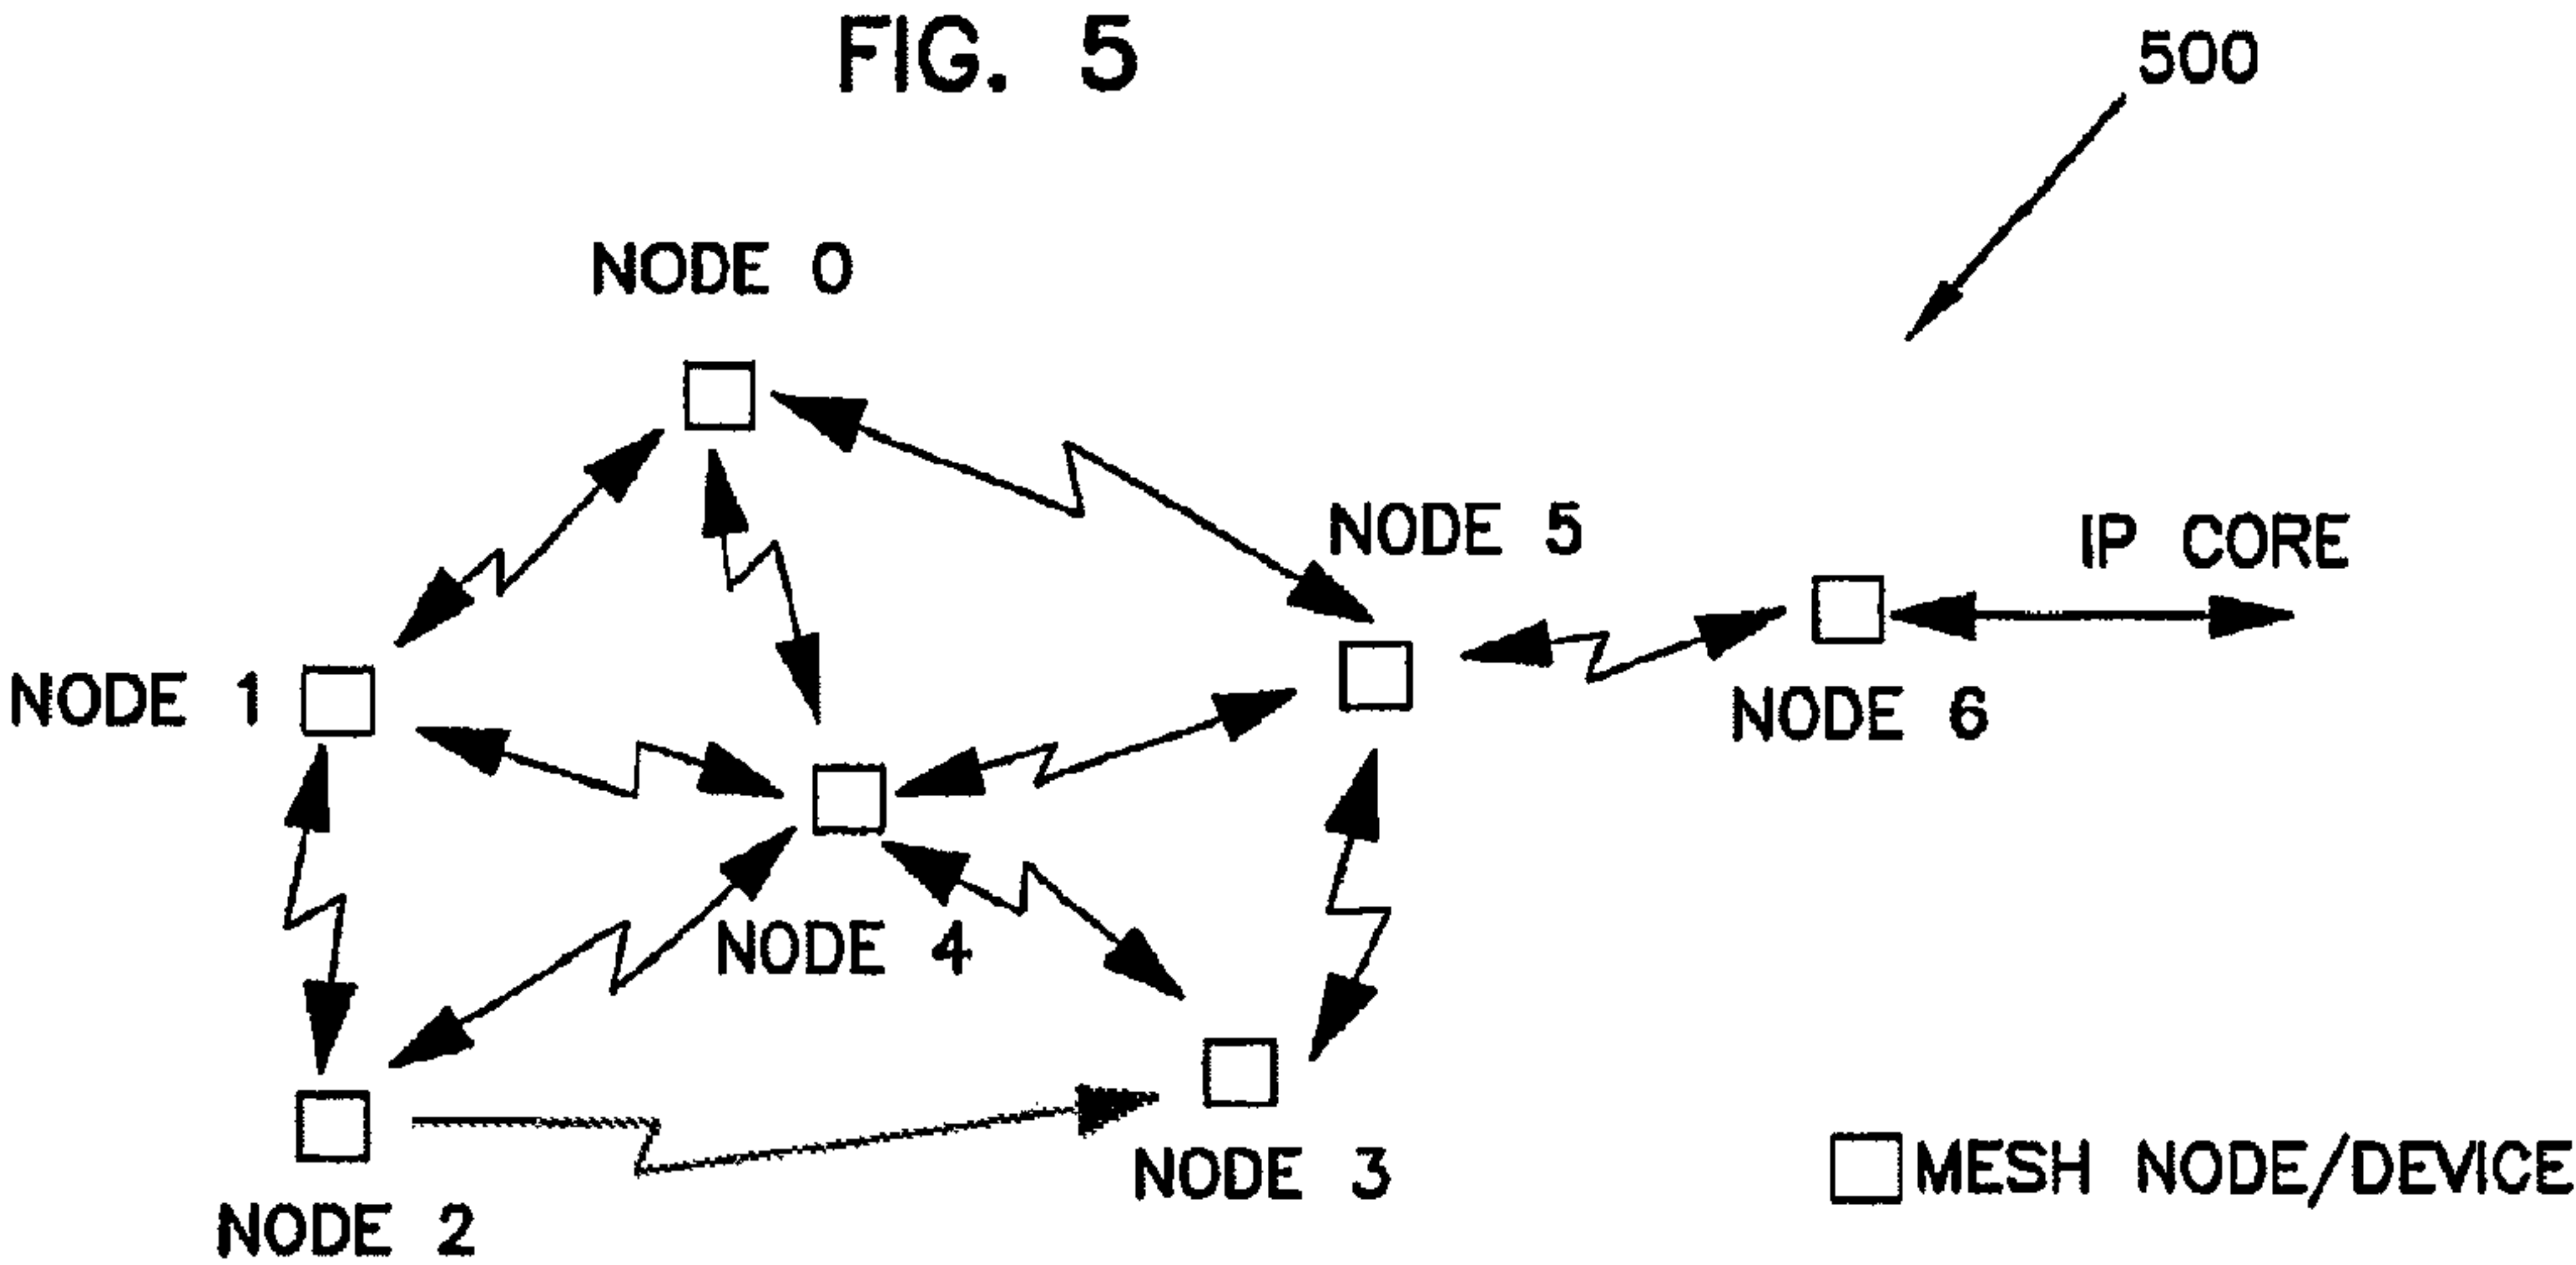 FIG. 5
500
NODE 0
NODE 5
IP CORE
NODE 1
NODE 6
NODE 4
NODE 3
MESH NODE/DEVICE
NODE 2